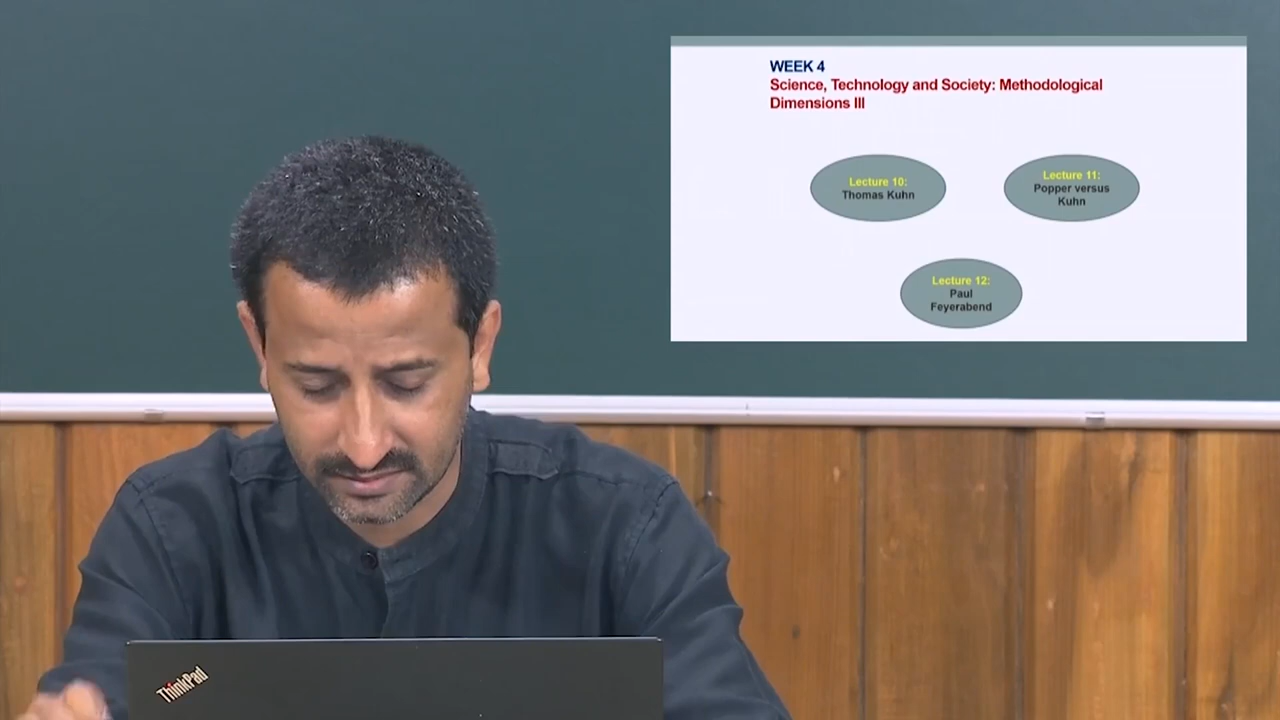 WEEK 4
Science, Technology and Society: Methodological
Dimensions III
Lecture 10:
Thomas Kuhn
Lecture 11:
Popper versus
Kuhn
Lecture 12:
Paul
Feyerabend
ThinkPad